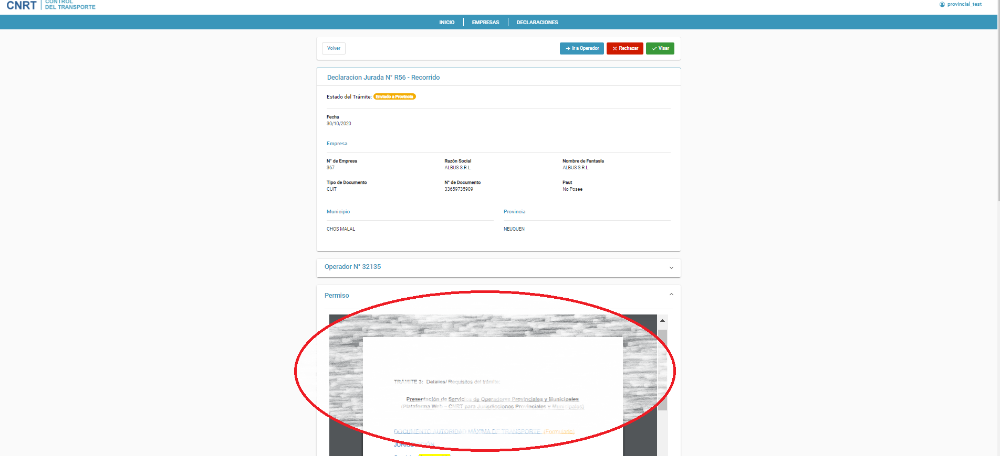 CNRT CONTROL
DEL TRANSPORTE
provincial_test
INICIO EMPRESAS DECLARACIONES
Volver
Ir a Operador
Rechazar
Visar
Declaracion Jurada N° R56 - Recorrido
Estado del Trámite: Enviado a Provincia
Fecha
30/10/2020
Empresa
N° de Empresa Razón Social Nombre de Fantasía
367 ALBUS S.R.L. ALBUS S.R.L.
Tipo de Documento N° de Documento Paut
CUIT 33659735909 No Posee
Municipio Provincia
CHOS MALAL NEUQUEN
Operador N° 32135
Permiso
TRÁMITE 3: Detalles/ Requisitos del trámite:
Presentación de Servicios de Operadores Provinciales y Municipales
(Plataforma Web – CNRT para Jurisdicciones Provinciales y Municipales)
DOCUMENTO AUTORIDAD MÁXIMA DE TRANSPORTE (Formulario)
JURISDICCIÓN